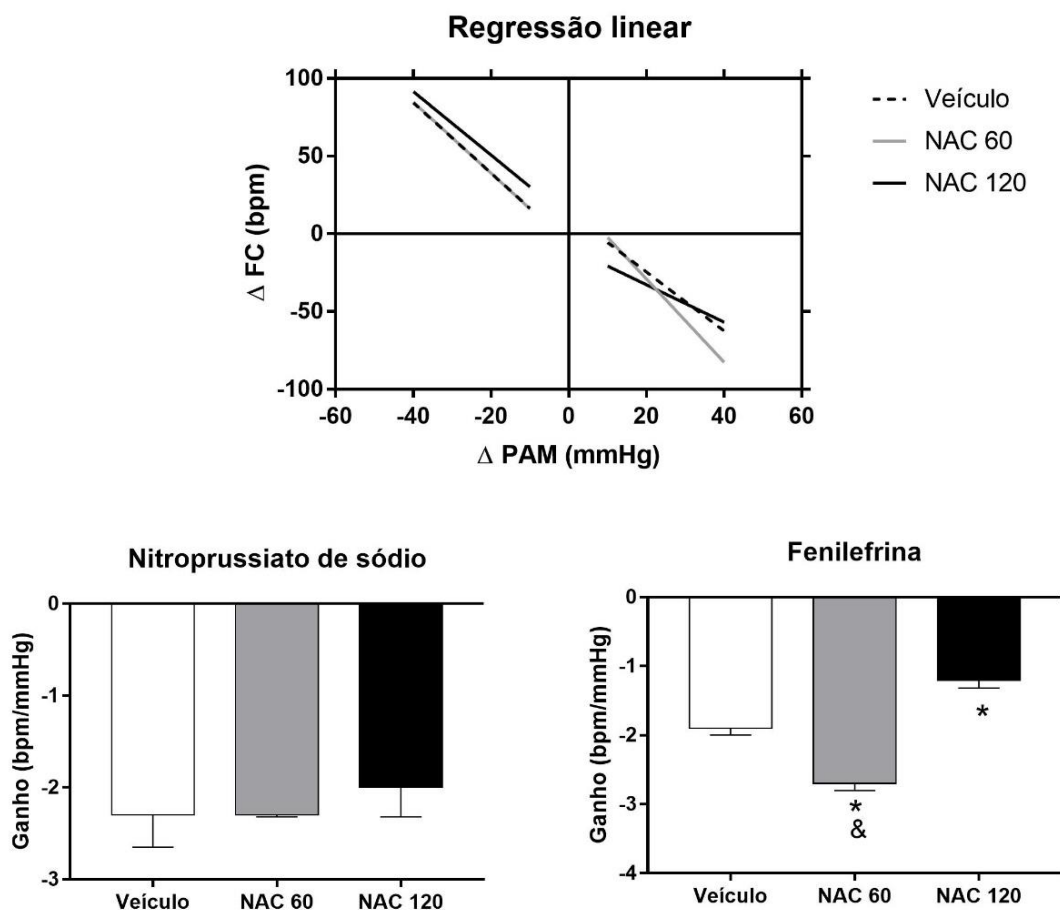 Regressão linear
100
50
0
-50
-100
Δ FC (bpm)
-60 -40 -20 0 20 40 60
Δ PAM (mmHg)
Veículo
NAC 60
NAC 120
Nitroprussiato de sódio
0
-1
-2
-3
Ganho (bpm/mmHg)
Veículo NAC 60 NAC 120
Fenilefrina
0
-1
-2
-3
-4
Ganho (bpm/mmHg)
*
&
*
Veículo NAC 60 NAC 120